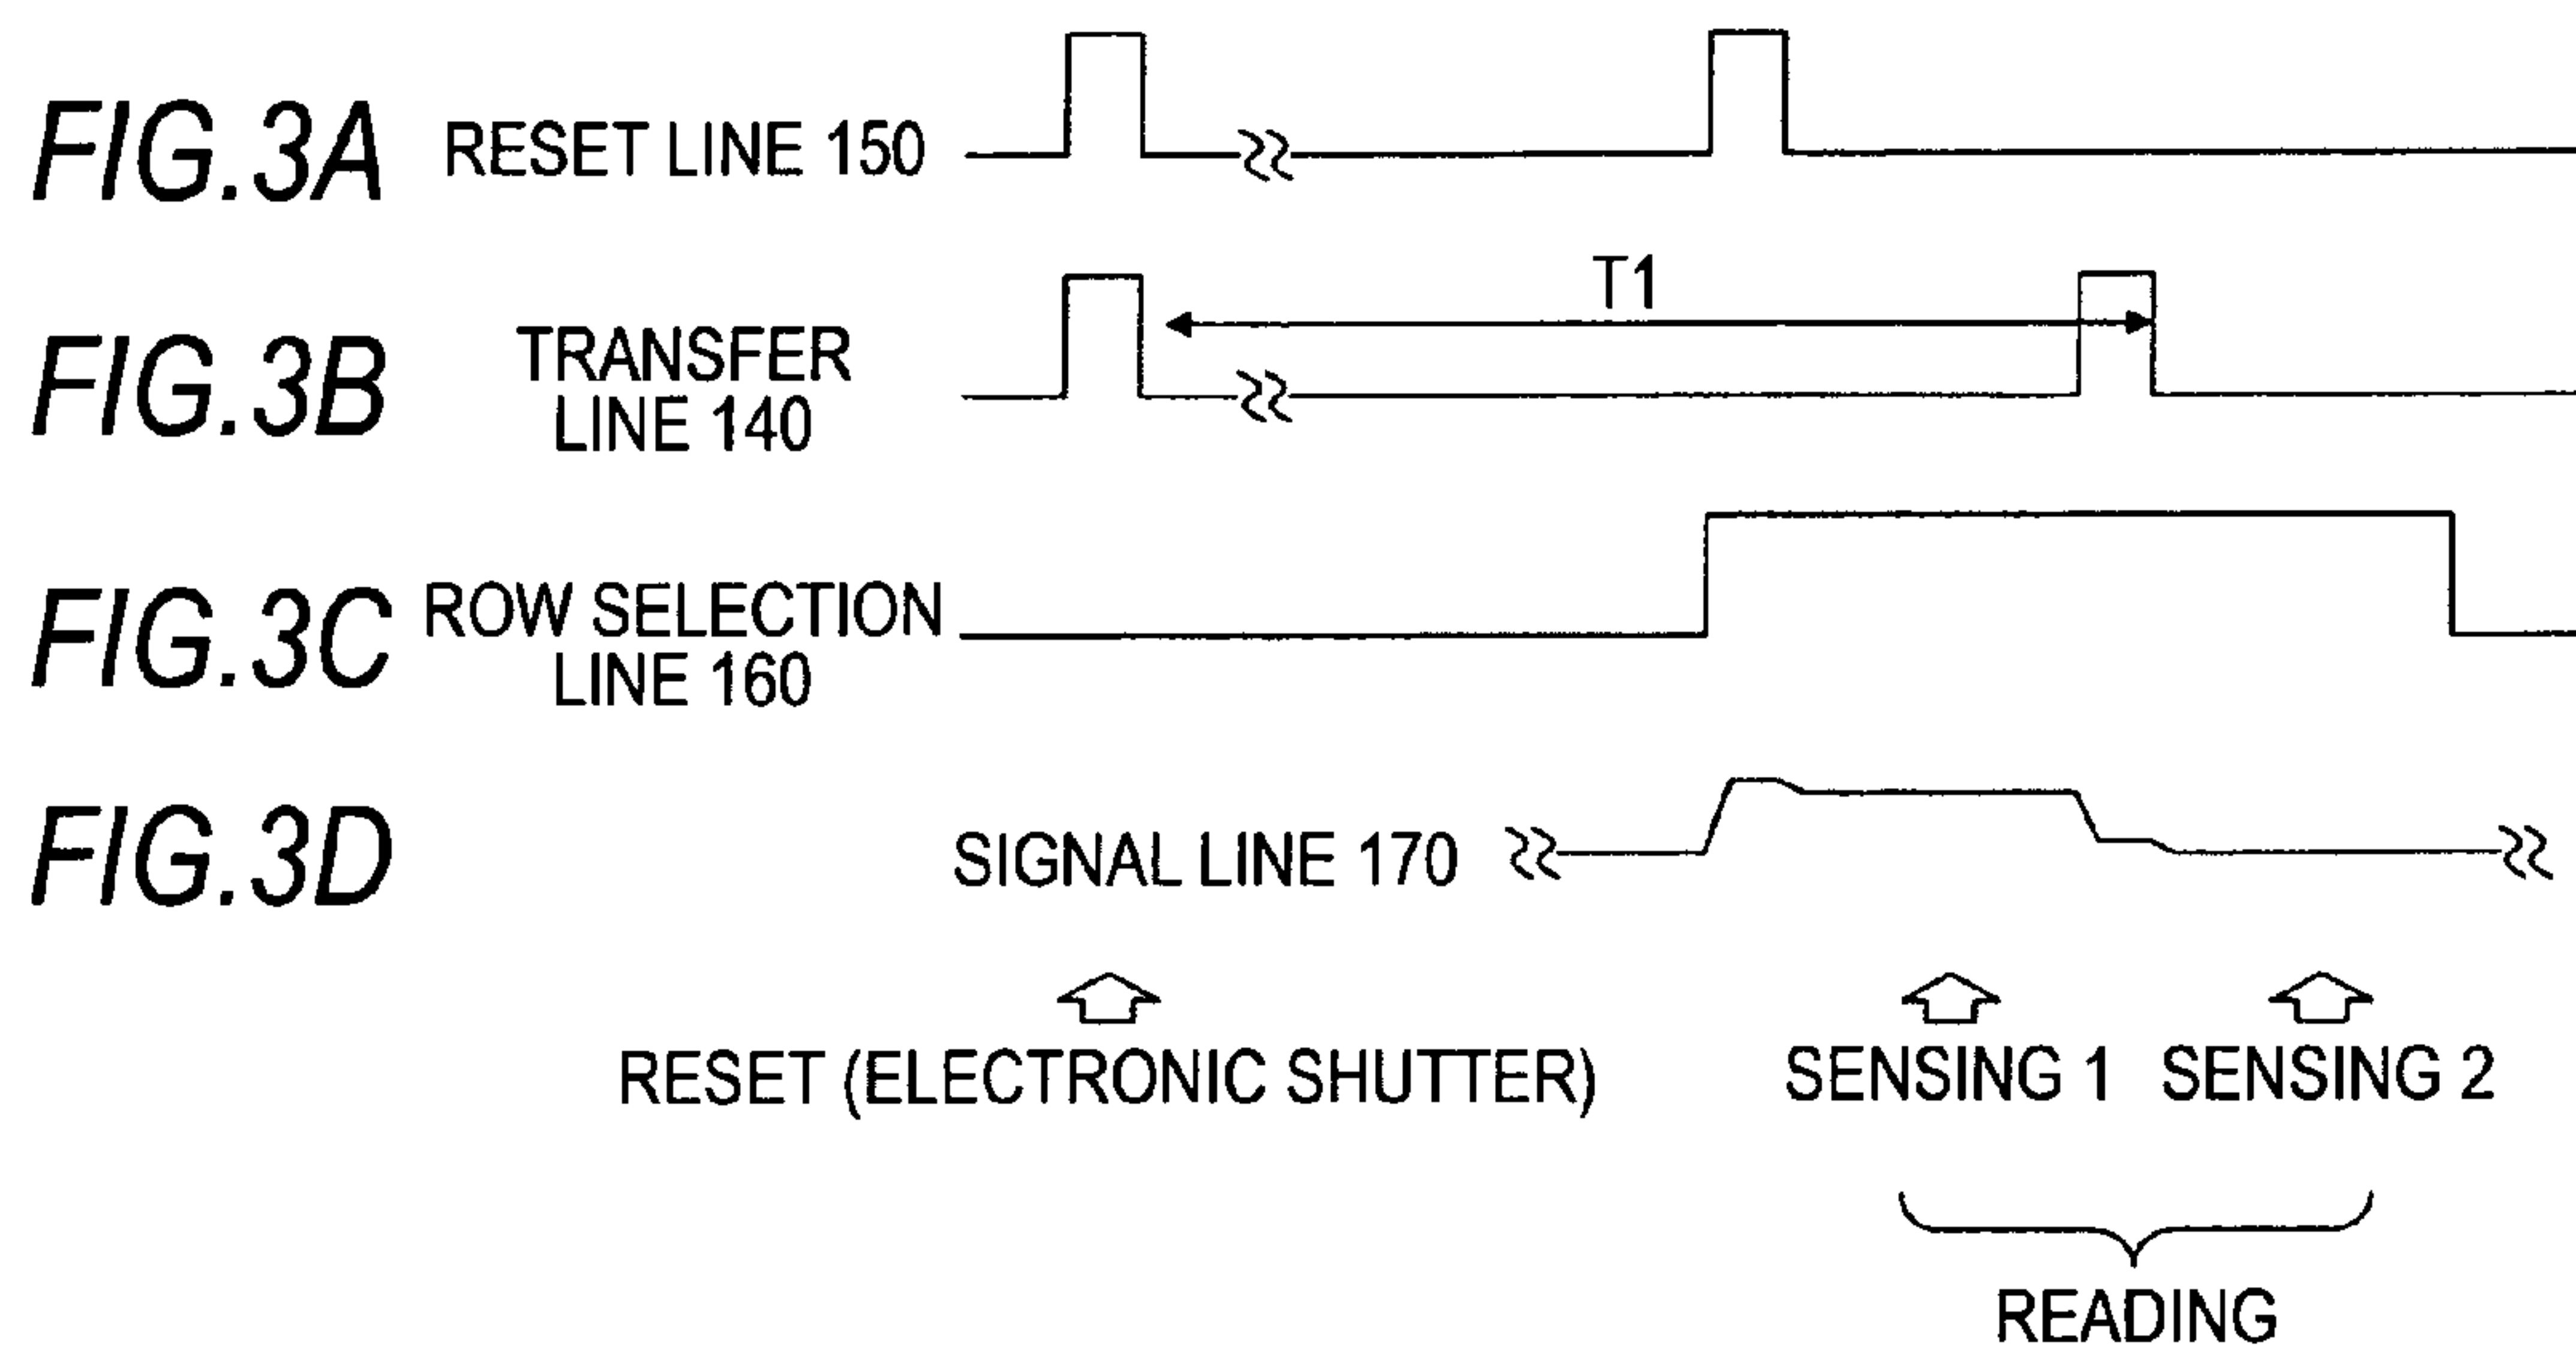 FIG.3A RESET LINE 150
T1
FIG.3B TRANSFER
LINE 140
FIG.3C ROW SELECTION
LINE 160
FIG.3D SIGNAL LINE 170
RESET (ELECTRONIC SHUTTER) SENSING 1 SENSING 2
READING